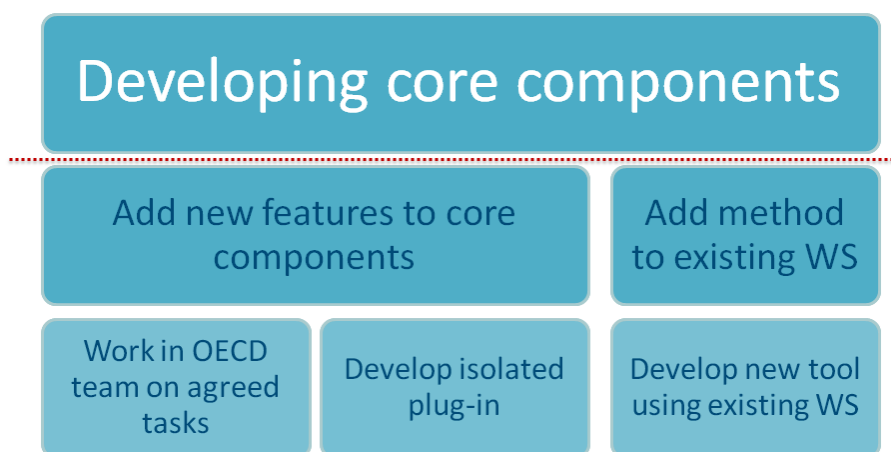 Developing core components
Add new features to core
components
Add method
to existing WS
Work in OECD
team on agreed
tasks
Develop isolated
plug-in
Develop new tool
using existing WS